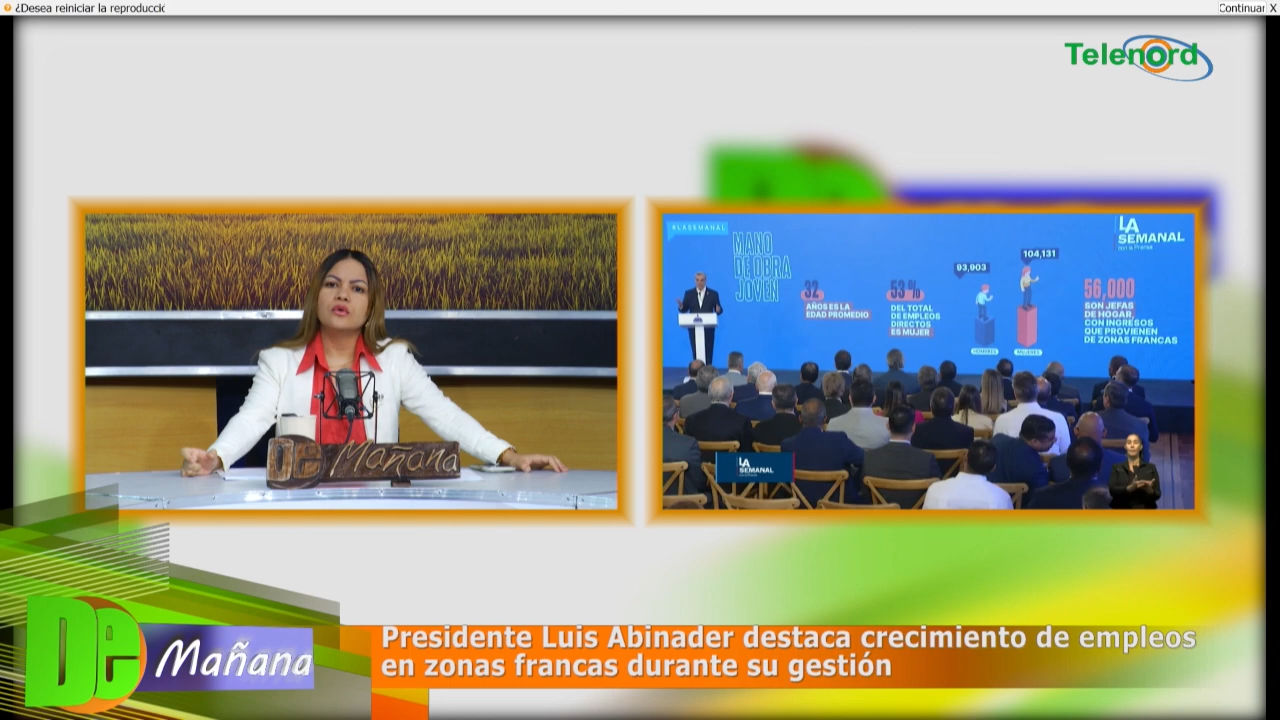 ¿Desea reiniciar la reproducció
Continuar X
Telenord
De Mañana
#LASEMANAL
MANO
DE OBRA
JOVEN
32
AÑOS ES LA
EDAD PROMEDIO
53 %
DEL TOTAL
DE EMPLEOS
DIRECTOS
ES MUJER
93,903
104,131
HOMBRES
MUJERES
56,000
SON JEFAS
DE HOGAR,
CON INGRESOS
QUE PROVIENEN
DE ZONAS FRANCAS
LA
SEMANAL
con la Prensa
LA
SEMANAL
De Mañana
Presidente Luis Abinader destaca crecimiento de empleos
en zonas francas durante su gestión